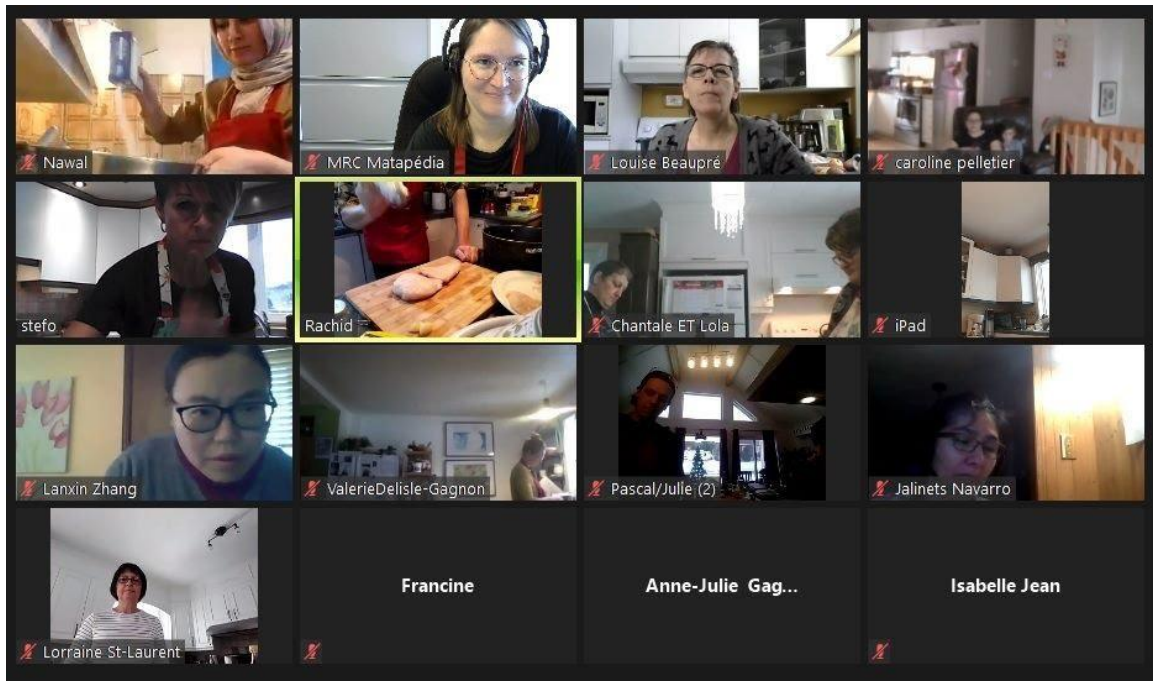 Nawal
MRC Matapédia
Louise Beaupré
caroline pelletier
stefo
Rachid
Chantale ET Lola
iPad
Lanxin Zhang
ValerieDelisle-Gagnon
Pascal/Julie (2)
Jalinets Navarro
Lorraine St-Laurent
Francine
Anne-Julie Gag...
Isabelle Jean